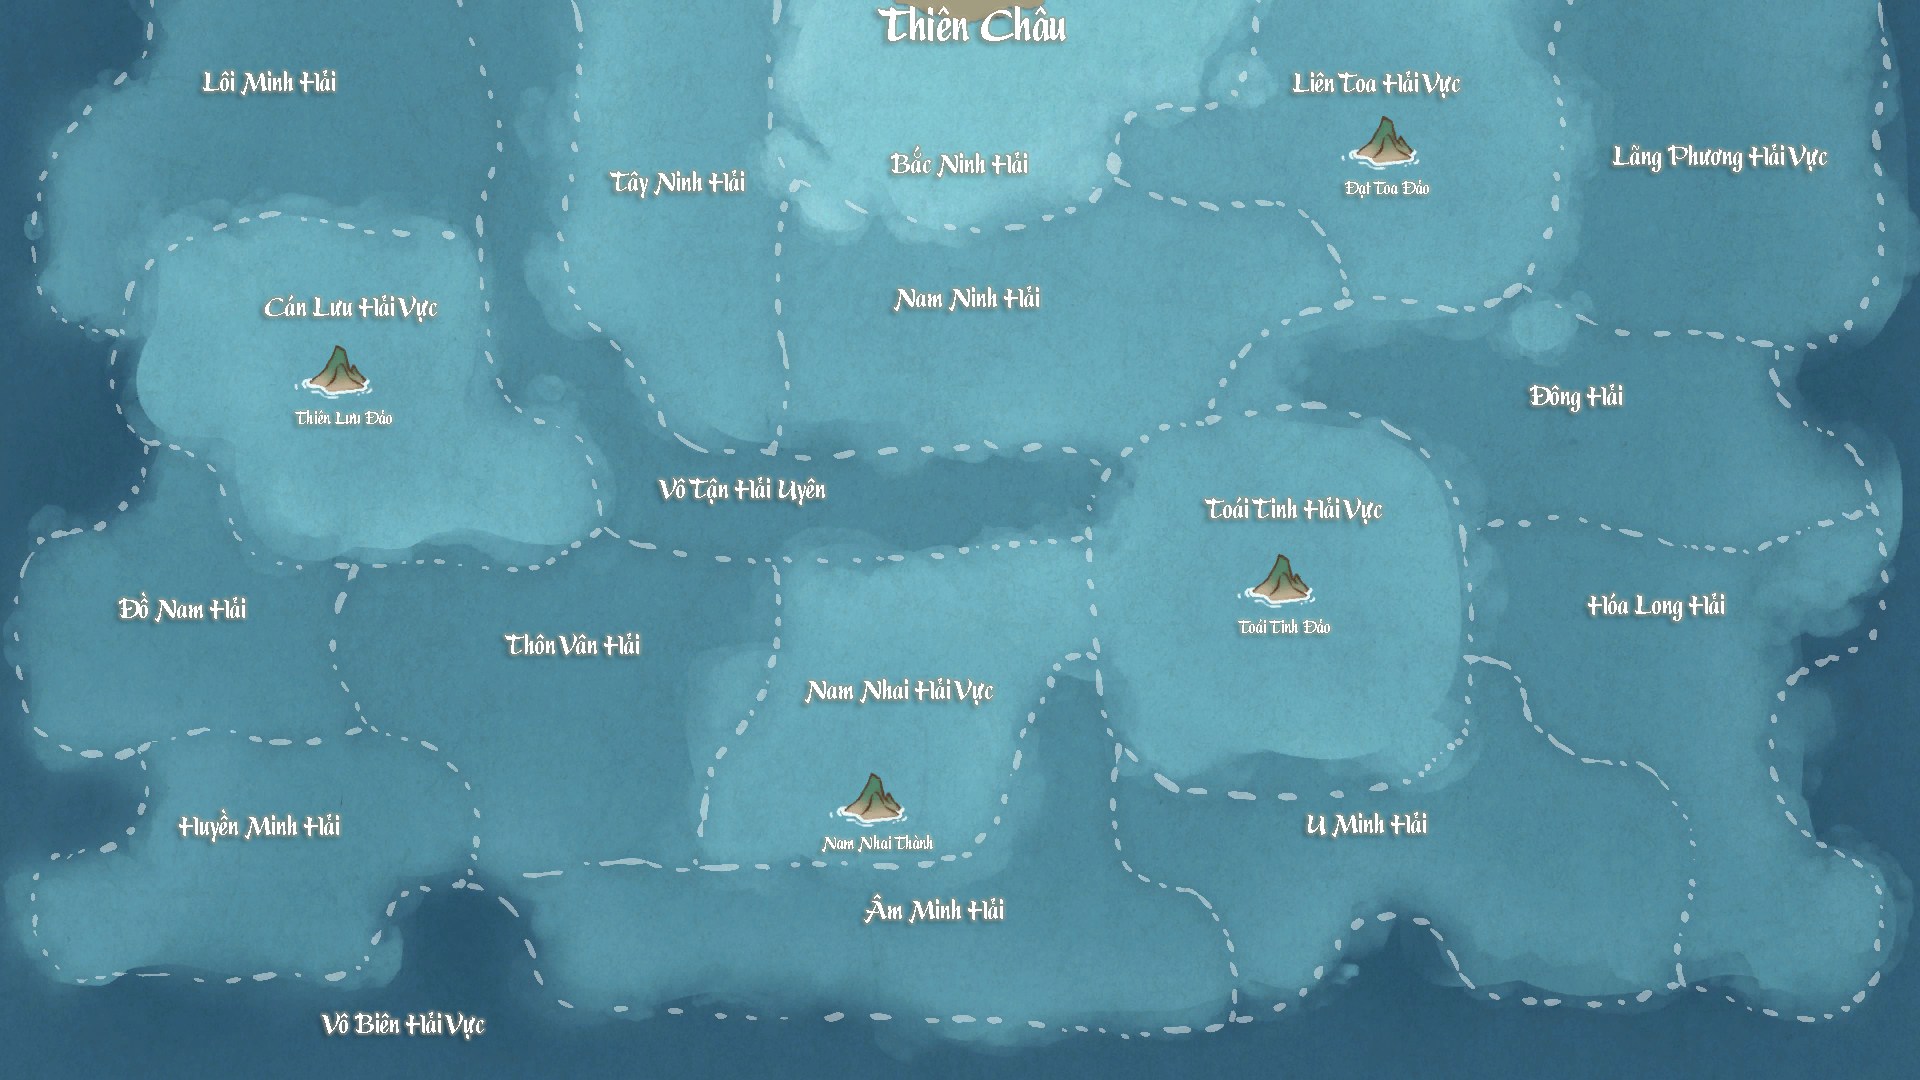 Thiên Châu
Lôi Minh Hải
Liên Toa Hải Vực
Bắc Ninh Hải
Lãng Phương Hải Vực
Tây Ninh Hải
Đạt Toa Đảo
Nam Ninh Hải
Cán Lưu Hải Vực
Đông Hải
Thiên Lưu Đảo
Vô Tận Hải Uyên
Toái Tinh Hải Vực
Đồ Nam Hải
Hóa Long Hải
Toái Tinh Đảo
Thôn Vân Hải
Nam Nhai Hải Vực
Huyền Minh Hải
U Minh Hải
Nam Nhai Thành
Âm Minh Hải
Vô Biên Hải Vực